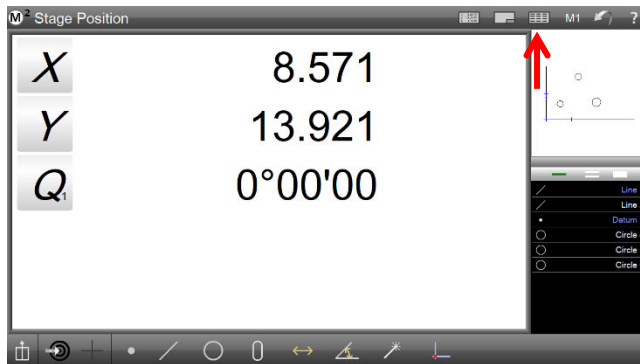 M² Stage Position M1 ?
X 8.571
Y 13.921
Q1 0°00'00
Line
Line
Datum
Circle
Circle
Circle